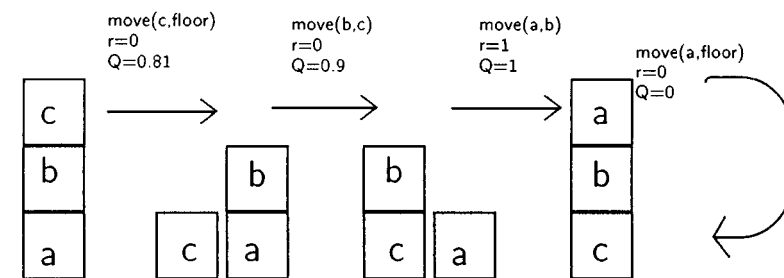 move(c,floor)
r=0
Q=0.81
move(b,c)
r=0
Q=0.9
move(a,b)
r=1
Q=1
move(a,floor)
r=0
Q=0
c
b
a
b
c a
b
c a
a
b
c